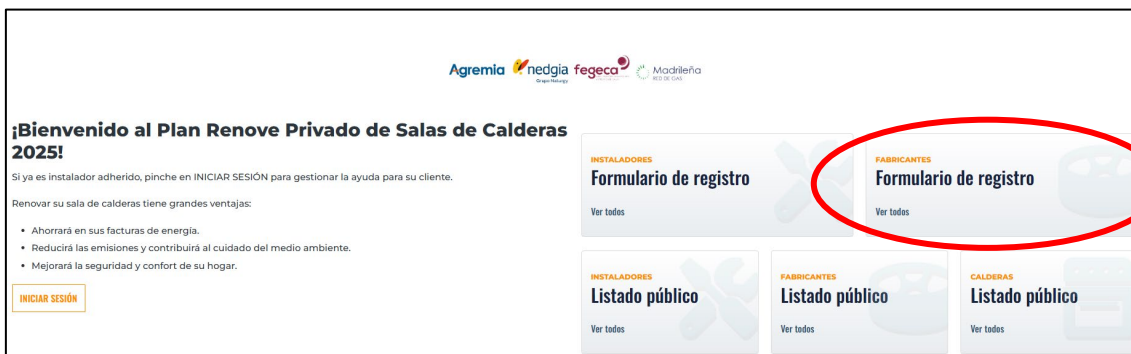 Agremia nedgia fegeca Madrileña
Grupo Naturgy
RED DE GAS
¡Bienvenido al Plan Renove Privado de Salas de Calderas
2025!
Si ya es instalador adherido, pinche en INICIAR SESIÓN para gestionar la ayuda para su cliente.
Renovar su sala de calderas tiene grandes ventajas:
• Ahorrará en sus facturas de energía.
• Reducirá las emisiones y contribuirá al cuidado del medio ambiente.
• Mejorará la seguridad y confort de su hogar.
INICIAR SESIÓN
INSTALADORES
Formulario de registro
Ver todos
FABRICANTES
Formulario de registro
Ver todos
INSTALADORES
Listado público
Ver todos
FABRICANTES
Listado público
Ver todos
CALDERAS
Listado público
Ver todos